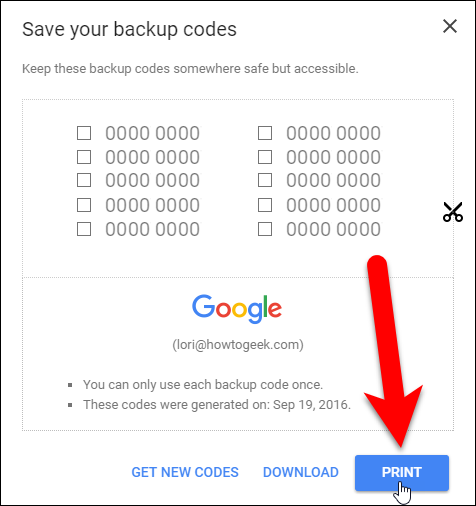 Save your backup codes
Keep these backup codes somewhere safe but accessible.
0000 0000 0000 0000
0000 0000 0000 0000
0000 0000 0000 0000
0000 0000 0000 0000
0000 0000 0000 0000
Google
(lori@howtogeek.com)
You can only use each backup code once.
These codes were generated on: Sep 19, 2016.
GET NEW CODES DOWNLOAD PRINT